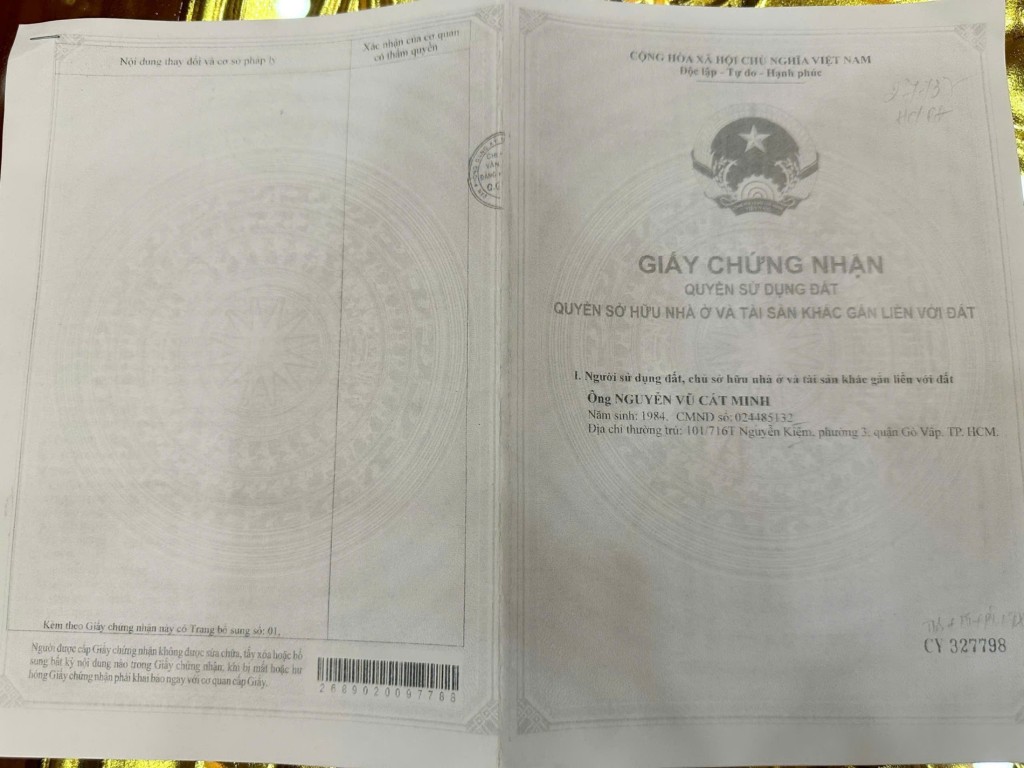 Nội dung thay đổi và cơ sở pháp lý
Xác nhận của cơ quan
có thẩm quyền
Kèm theo Giấy chứng nhận này có Trang bổ sung số: 01.
Người được cấp Giấy chứng nhận không được sửa chữa, tẩy xóa hoặc bổ
sung bất kỳ nội dung nào trong Giấy chứng nhận; khi bị mất hoặc hư
hỏng Giấy chứng nhận phải khai báo ngay với cơ quan cấp Giấy.
CỘNG HÒA XÃ HỘI CHỦ NGHĨA VIỆT NAM
Độc lập - Tự do - Hạnh phúc
GIẤY CHỨNG NHẬN
QUYỀN SỬ DỤNG ĐẤT
QUYỀN SỞ HỮU NHÀ Ở VÀ TÀI SẢN KHÁC GẮN LIỀN VỚI ĐẤT
I. Người sử dụng đất, chủ sở hữu nhà ở và tài sản khác gắn liền với đất
Ông NGUYỄN VŨ CÁT MINH
Năm sinh: 1984, CMND số: 024485132
Địa chỉ thường trú: 101/716T Nguyễn Kiệm, phường 3, quận Gò Vấp, TP. HCM.
CY 327798